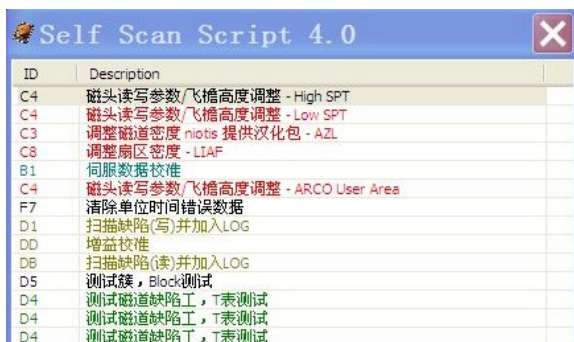 Self Scan Script 4.0
ID Description
C4 磁头读写参数/飞檐高度调整 - High SPT
C4 磁头读写参数/飞檐高度调整 - Low SPT
C3 调整磁道密度 niotis 提供汉化包 - AZL
C8 调整扇区密度 - LIAF
B1 伺服数据校准
C4 磁头读写参数/飞檐高度调整 - ARCO User Area
F7 清除单位时间错误数据
D1 扫描缺陷(写)并加入LOG
DD 增益校准
DB 扫描缺陷(读)并加入LOG
D5 测试簇，Block测试
D4 测试磁道缺陷工，T表测试
D4 测试磁道缺陷工，T表测试
D4 测试磁道缺陷工，T表测试